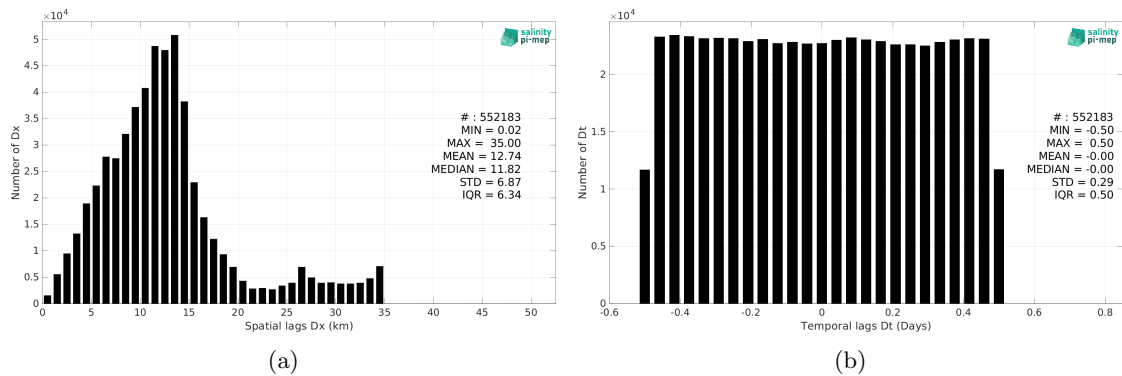 ×10⁴
5
4.5
4
3.5
3
2.5
2
1.5
1
0.5
0
Number of Dx
0 5 10 15 20 25 30 35 40 45 50
Spatial lags Dx (km)
salinity
pi-mep
# : 552183
MIN = 0.02
MAX = 35.00
MEAN = 12.74
MEDIAN = 11.82
STD = 6.87
IQR = 6.34
(a)
×10⁴
2
1.5
1
0.5
0
Number of Dt
-0.6 -0.4 -0.2 0 0.2 0.4 0.6 0.8
Temporal lags Dt (Days)
salinity
pi-mep
# : 552183
MIN = -0.50
MAX = 0.50
MEAN = -0.00
MEDIAN = -0.00
STD = 0.29
IQR = 0.50
(b)